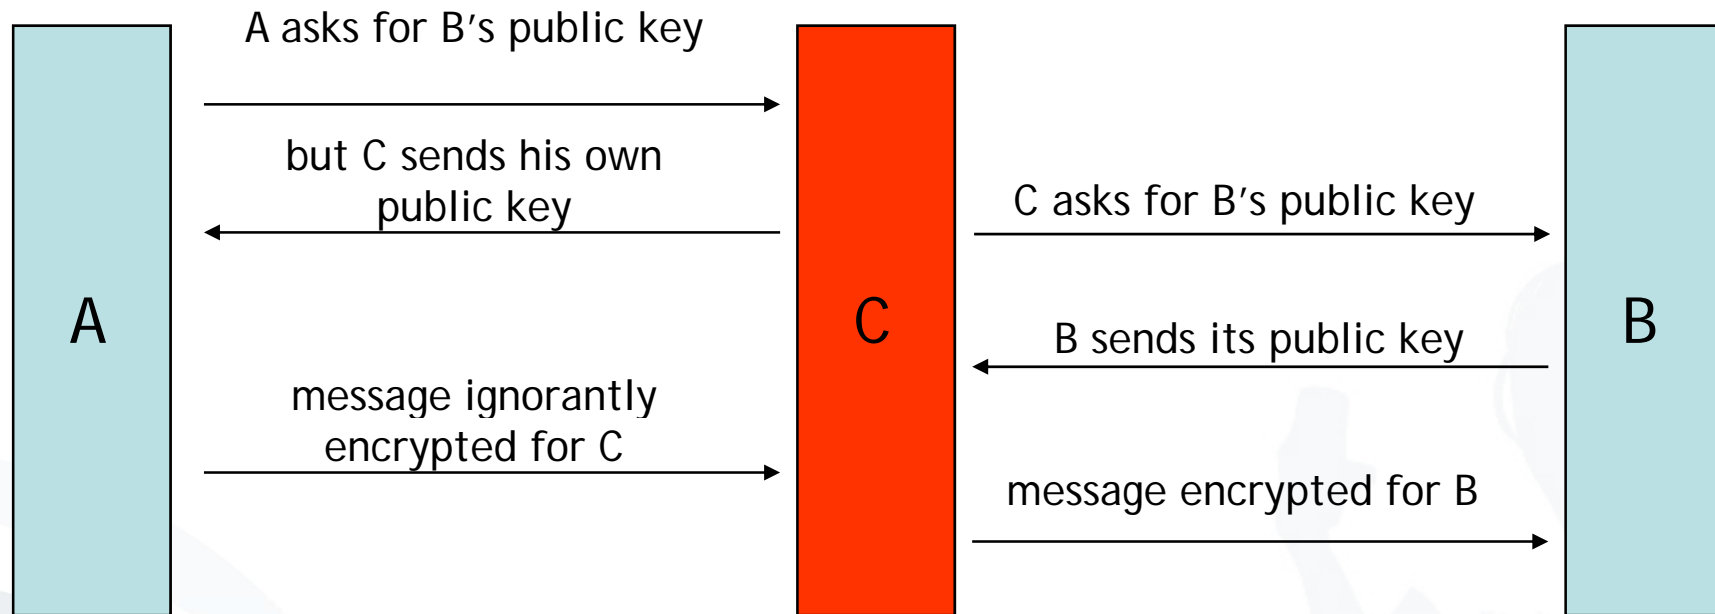 A asks for B's public key
but C sends his own
public key
C asks for B's public key
A
C
B
B sends its public key
message ignorantly
encrypted for C
message encrypted for B